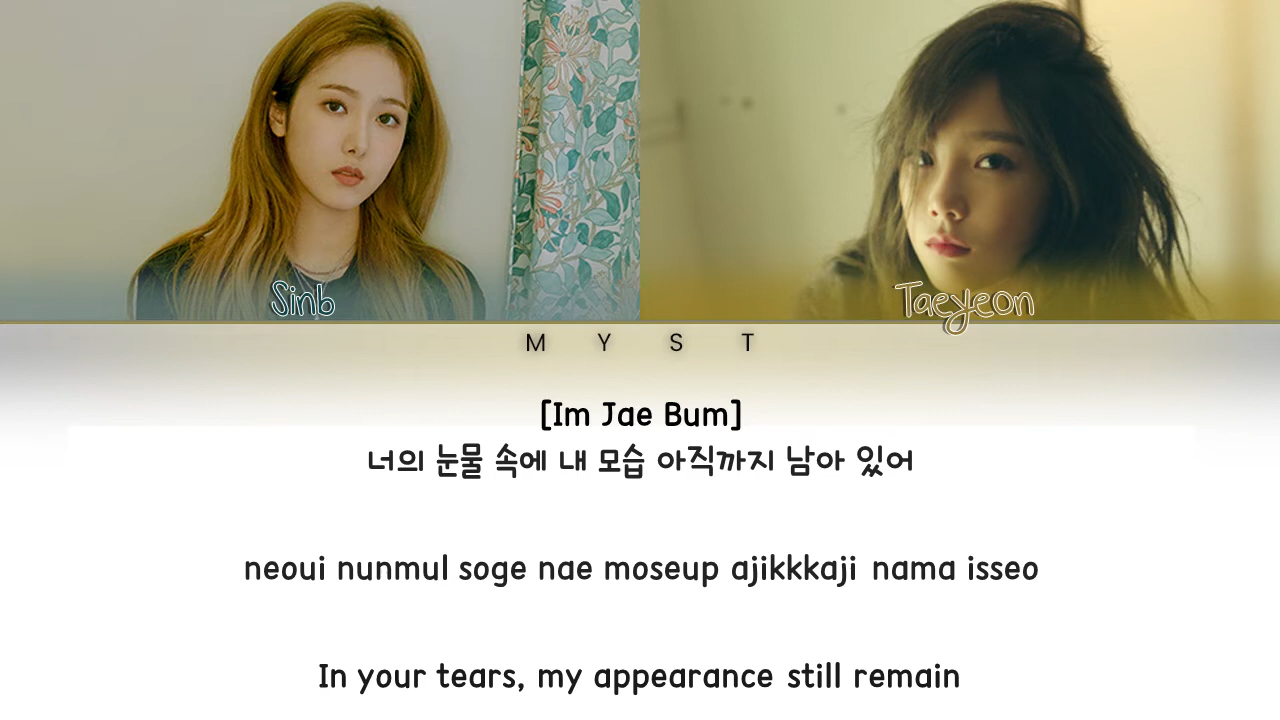 Sinb
Taeyeon
M Y S T
[Im Jae Bum]
너의 눈물 속에 내 모습 아직까지 남아 있어
neoui nunmul soge nae moseup ajikkkaji nama isseo
In your tears, my appearance still remain